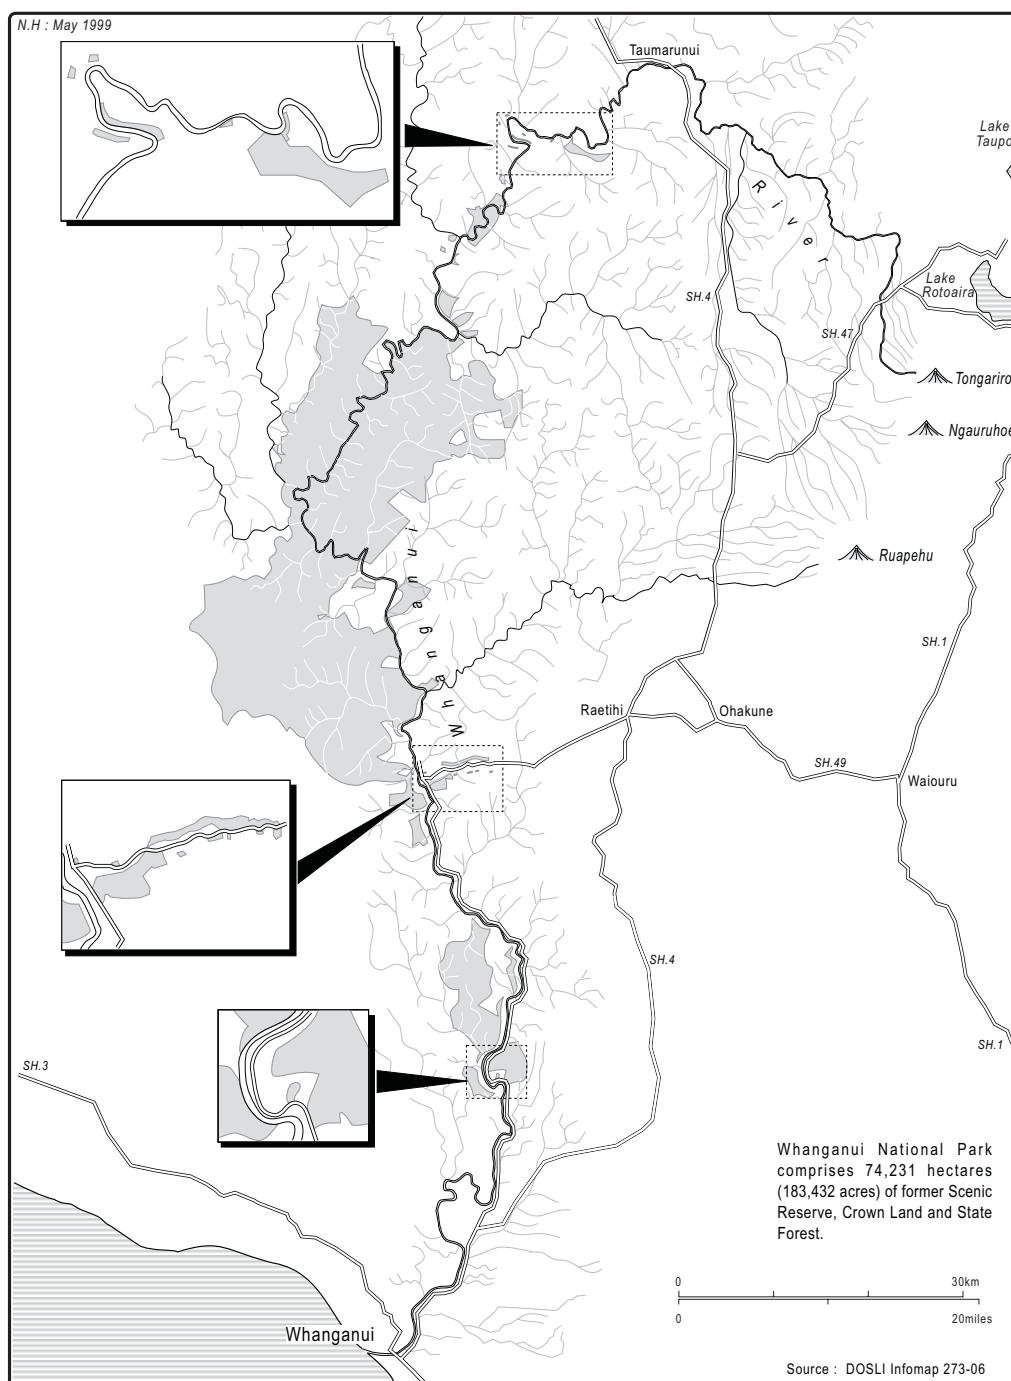 N.H : May 1999
Taumarunui
Lake
Taupo
River
Lake
Rotoaira
SH.4
SH.47
Tongariro
Ngauruhoe
Ruapehu
Whanganui
SH.1
Raetihi
Ohakune
SH.49
Waiouru
SH.4
SH.1
SH.3
Whanganui National Park
comprises 74,231 hectares
(183,432 acres) of former Scenic
Reserve, Crown Land and State
Forest.
0 30km
0 20miles
Whanganui
Source : DOSLI Infomap 273-06